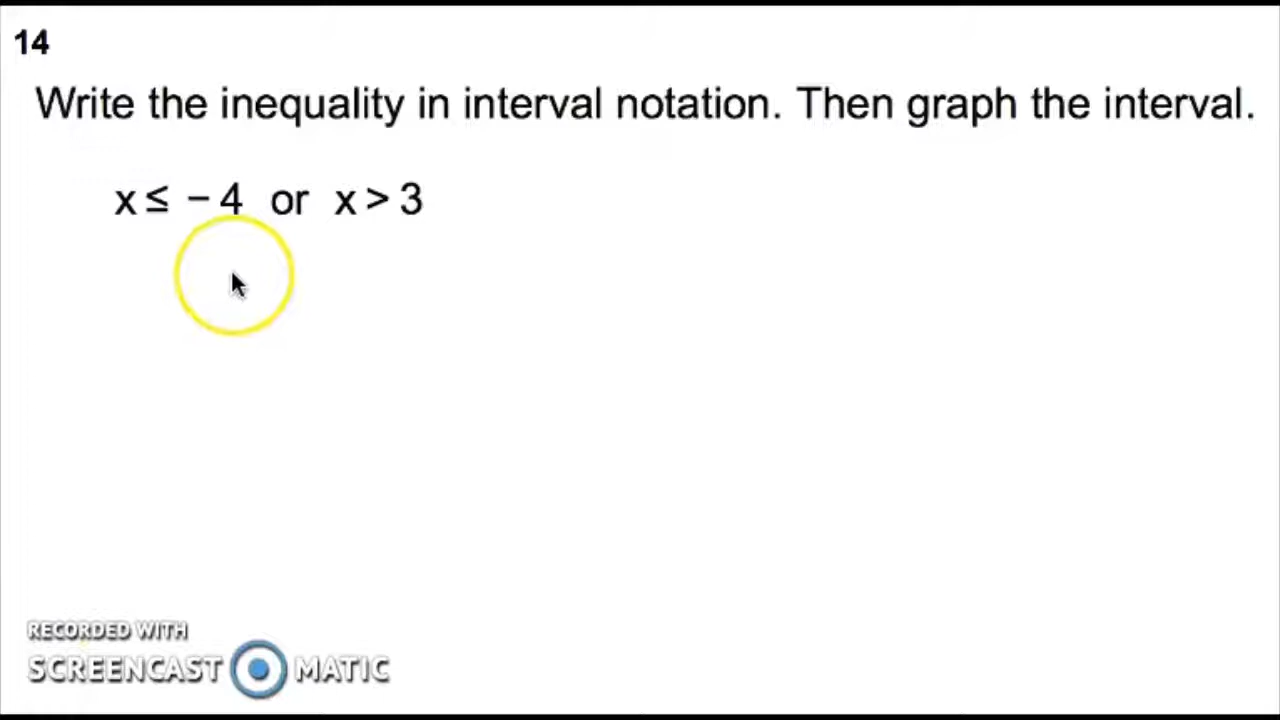 14
Write the inequality in interval notation. Then graph the interval.
x ≤ − 4 or x > 3
RECORDED WITH
SCREENCAST MATIC